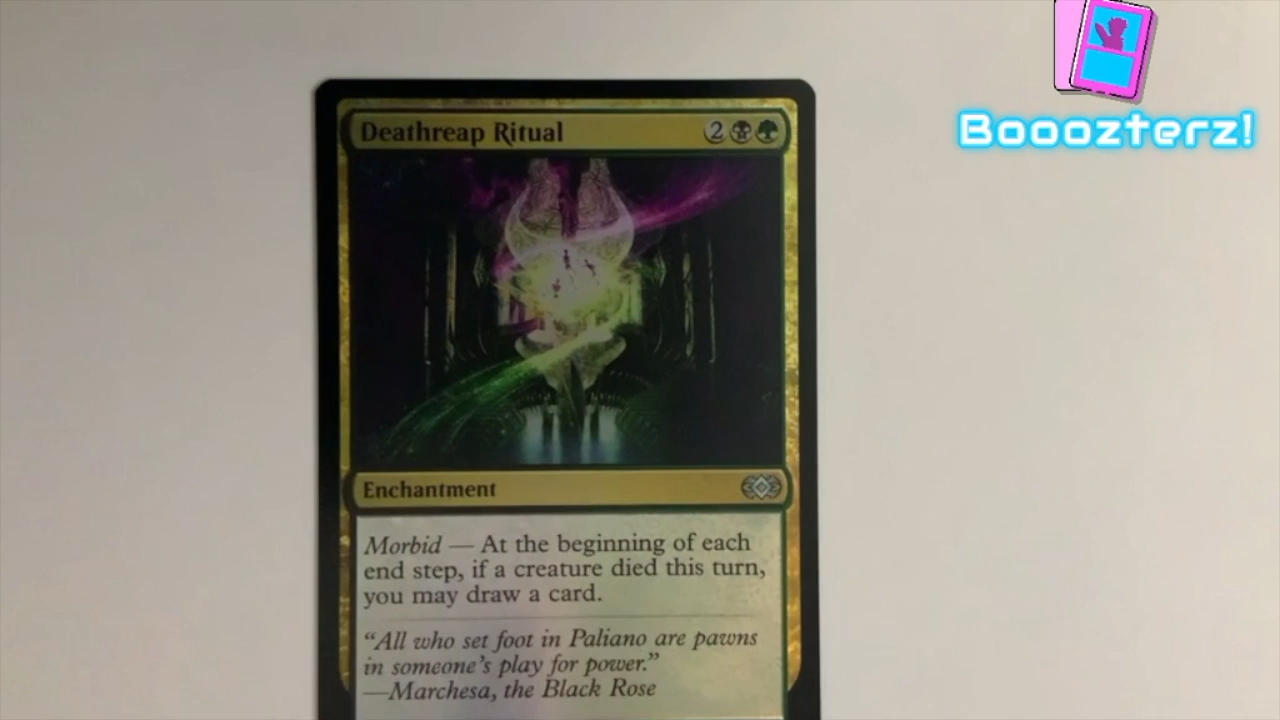 Booozterz!
Deathreap Ritual 2
Enchantment
Morbid — At the beginning of each
end step, if a creature died this turn,
you may draw a card.
“All who set foot in Paliano are pawns
in someone’s play for power.”
—Marchesa, the Black Rose